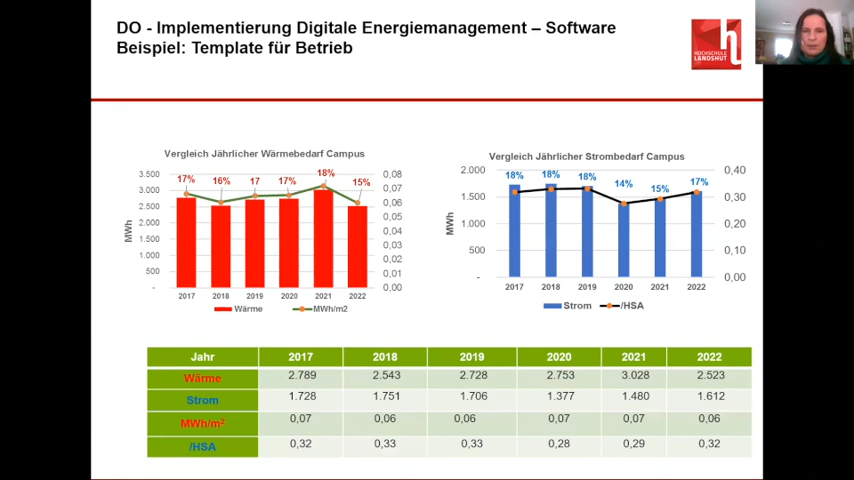 DO - Implementierung Digitale Energiemanagement – Software
Beispiel: Template für Betrieb
HOCHSCHULE
LANDSHUT
Vergleich Jährlicher Wärmebedarf Campus
3.500
3.000
2.500
2.000
1.500
1.000
500
-
MWh
17% 16% 17 17% 18% 15%
0,08
0,07
0,06
0,05
0,04
0,03
0,02
0,01
0,00
2017 2018 2019 2020 2021 2022
Wärme MWh/m2
Vergleich Jährlicher Strombedarf Campus
2.000
1.500
1.000
500
-
MWh
18% 18% 18% 14% 15% 17%
0,40
0,30
0,20
0,10
0,00
2017 2018 2019 2020 2021 2022
Strom /HSA
Jahr 2017 2018 2019 2020 2021 2022
Wärme 2.789 2.543 2.728 2.753 3.028 2.523
Strom 1.728 1.751 1.706 1.377 1.480 1.612
MWh/m² 0,07 0,06 0,06 0,07 0,07 0,06
/HSA 0,32 0,33 0,33 0,28 0,29 0,32